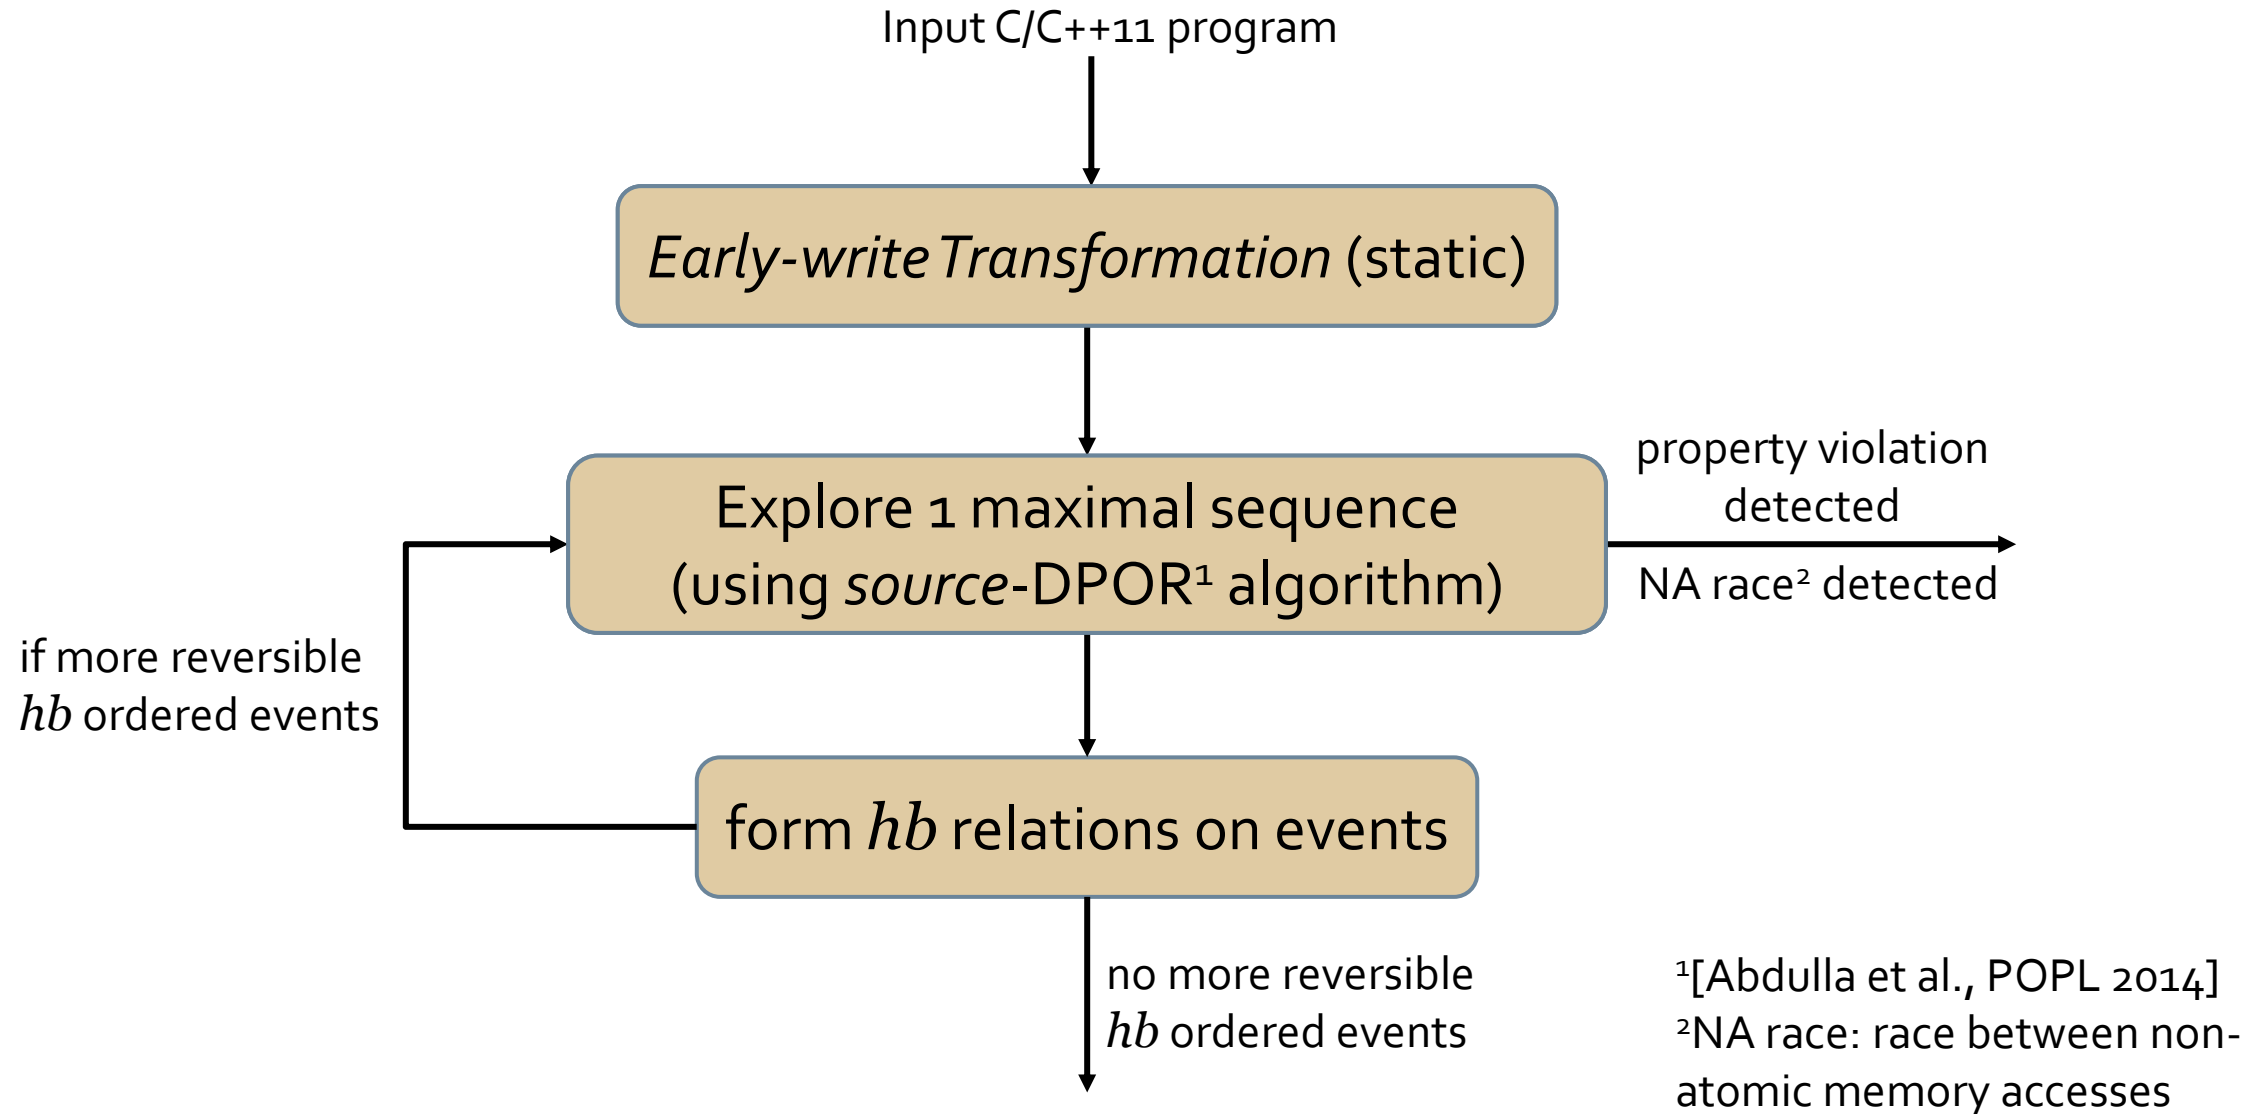 Input C/C++11 program
Early-write Transformation (static)
Explore 1 maximal sequence
(using source-DPOR¹ algorithm)
property violation
detected
NA race² detected
if more reversible
hb ordered events
form hb relations on events
no more reversible
hb ordered events
¹[Abdulla et al., POPL 2014]
²NA race: race between non-
atomic memory accesses